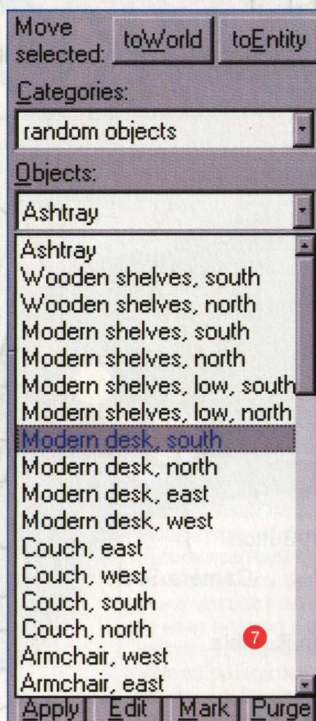 Move selected:
toWorld
toEntity
Categories:
random objects
Objects:
Ashtray
Ashtray
Wooden shelves, south
Wooden shelves, north
Modern shelves, south
Modern shelves, north
Modern shelves, low, south
Modern shelves, low, north
Modern desk, south
Modern desk, north
Modern desk, east
Modern desk, west
Couch, east
Couch, west
Couch, south
Couch, north
Armchair, west
7
Armchair, east
Apply
Edit
Mark
Purge